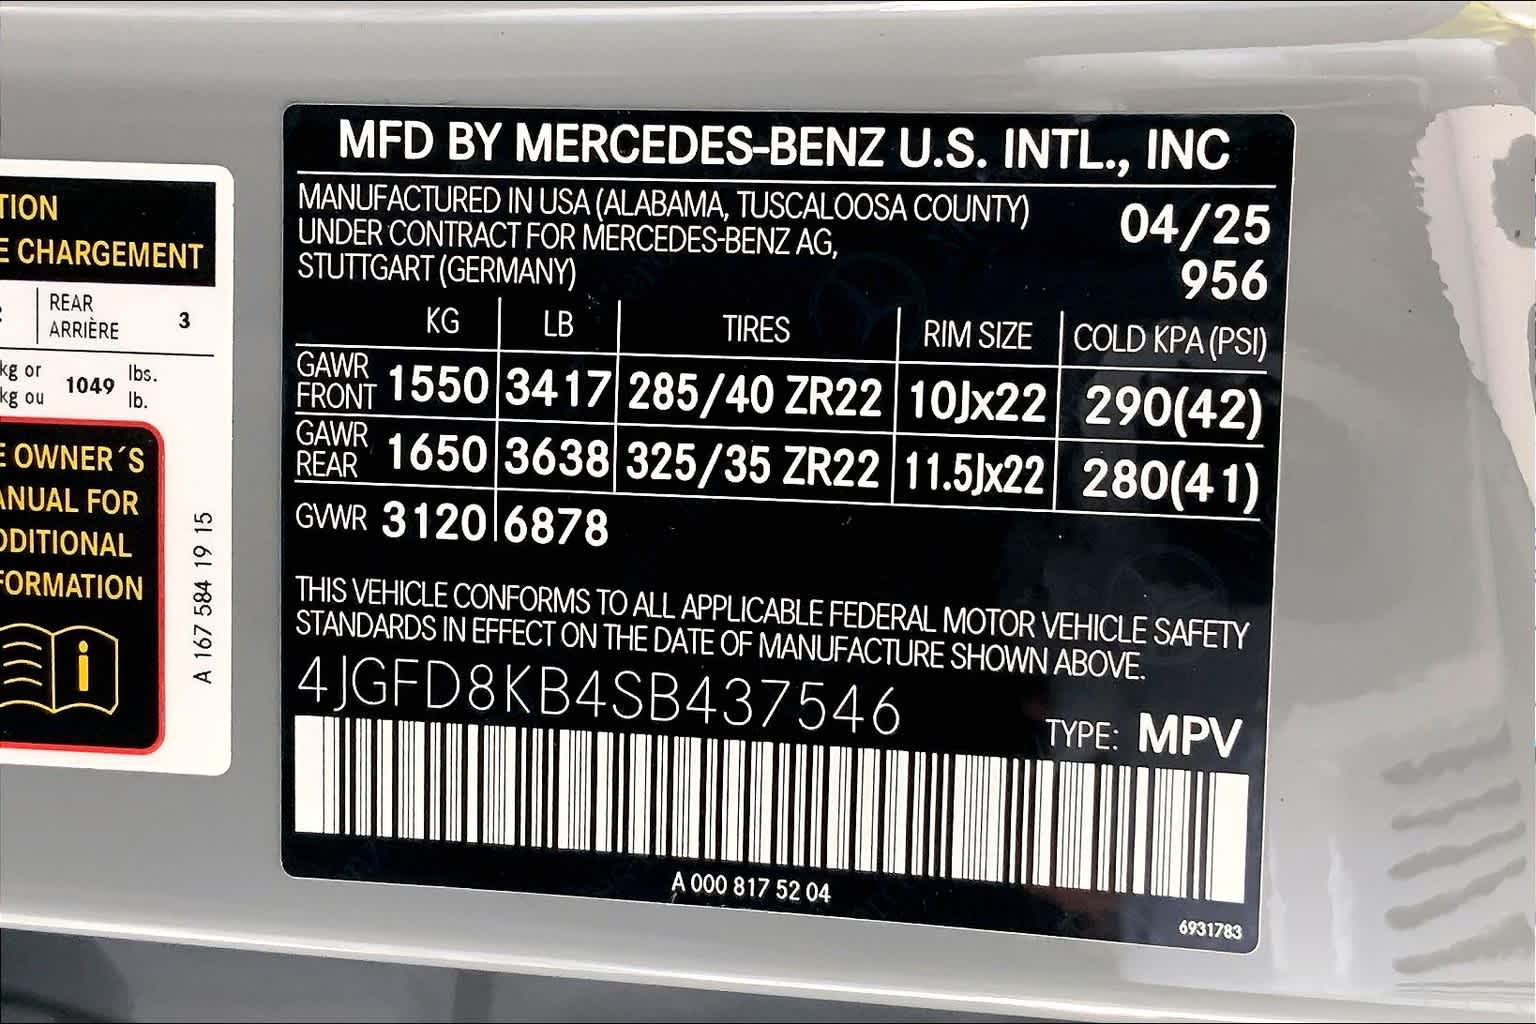 TION
E CHARGEMENT
REAR
ARRIÈRE 3
kg or
kg ou 1049 lbs.
lb.
OWNER´S
ANUAL FOR
DDITIONAL
FORMATION
A 167 584 19 15
MFD BY MERCEDES-BENZ U.S. INTL., INC
MANUFACTURED IN USA (ALABAMA, TUSCALOOSA COUNTY) 04/25
UNDER CONTRACT FOR MERCEDES-BENZ AG,
STUTTGART (GERMANY) 956
KG LB TIRES RIM SIZE COLD KPA (PSI)
GAWR FRONT 1550 3417 285/40 ZR22 10Jx22 290(42)
GAWR REAR 1650 3638 325/35 ZR22 11.5Jx22 280(41)
GVWR 3120 6878
THIS VEHICLE CONFORMS TO ALL APPLICABLE FEDERAL MOTOR VEHICLE SAFETY
STANDARDS IN EFFECT ON THE DATE OF MANUFACTURE SHOWN ABOVE.
4JGFD8KB4SB437546
TYPE: MPV
A 000 817 52 04
6931783